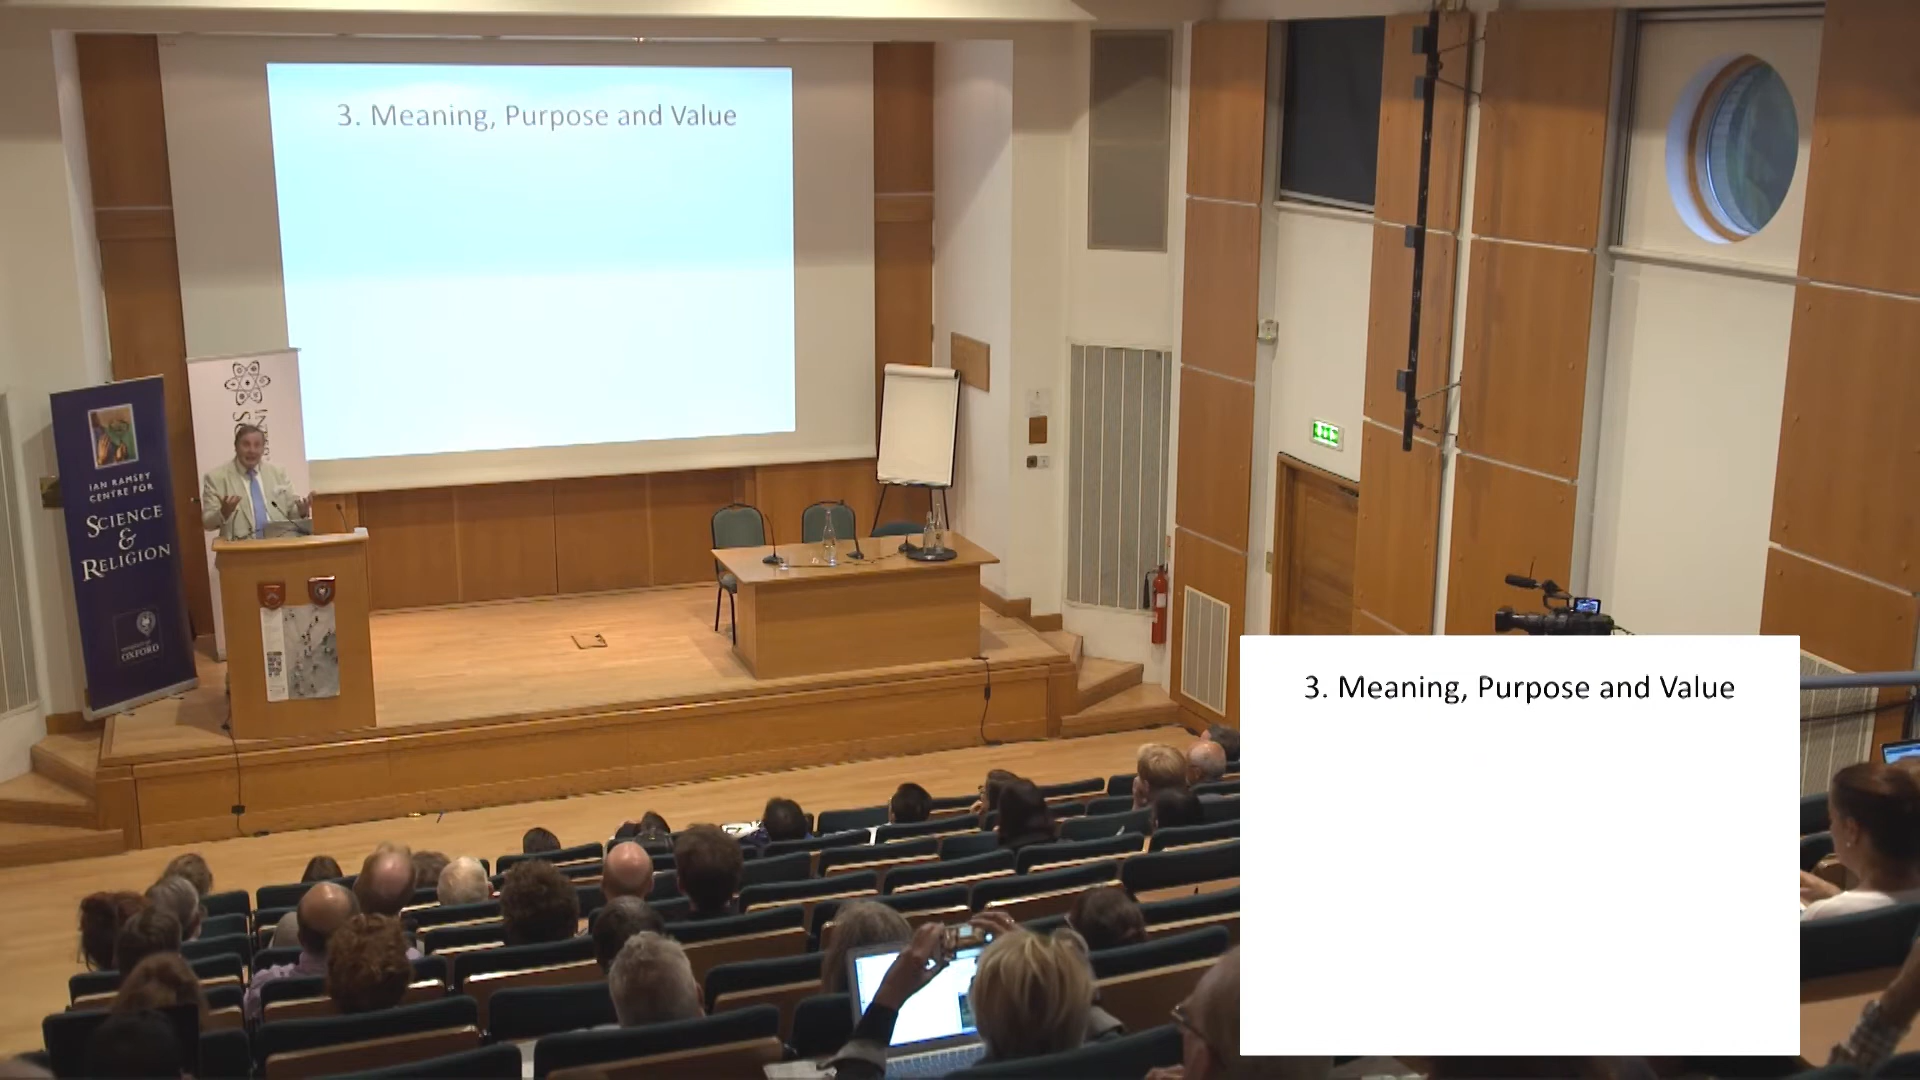 3. Meaning, Purpose and Value
IAN RAMSEY
CENTRE FOR
SCIENCE
&
RELIGION
OXFORD
3. Meaning, Purpose and Value